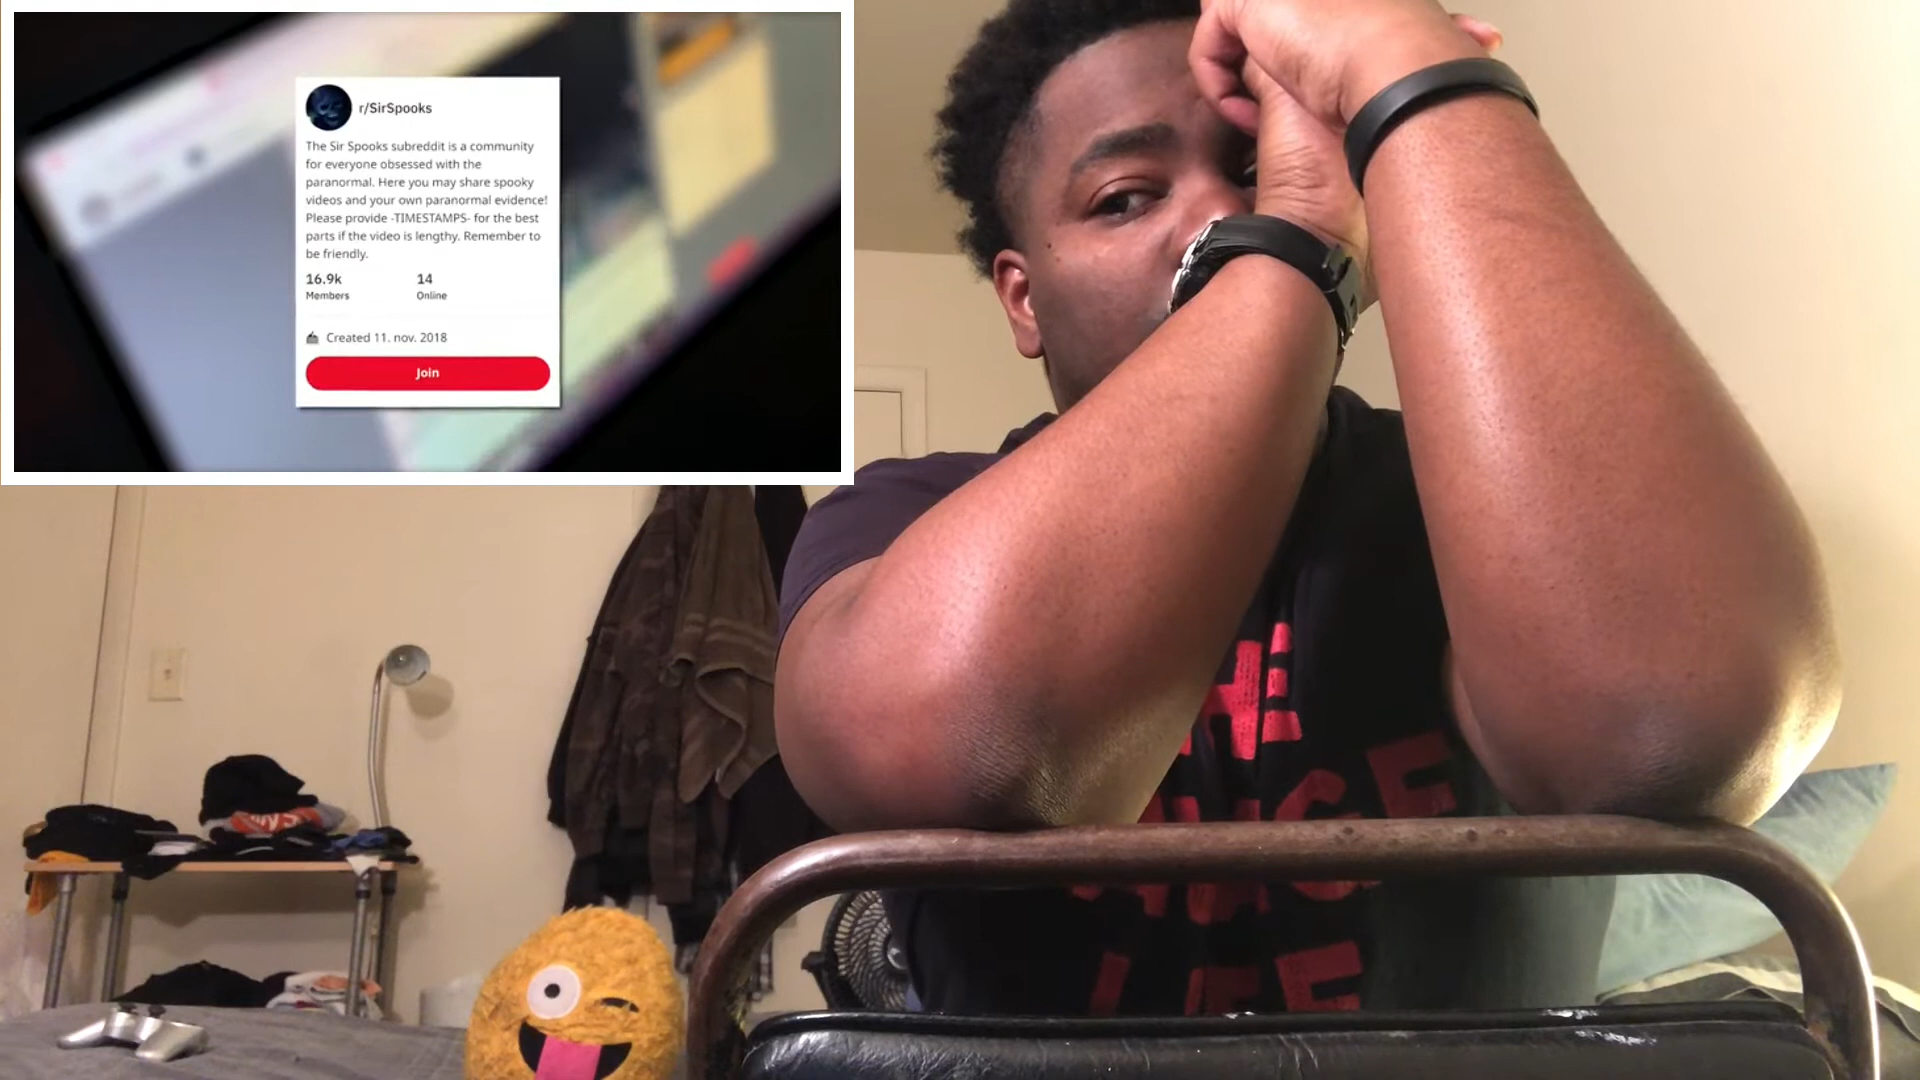 r/SirSpooks
The Sir Spooks subreddit is a community
for everyone obsessed with the
paranormal. Here you may share spooky
videos and your own paranormal evidence!
Please provide -TIMESTAMPS- for the best
parts if the video is lengthy. Remember to
be friendly.
16.9k 14
Members Online
Created 11. nov. 2018
Join